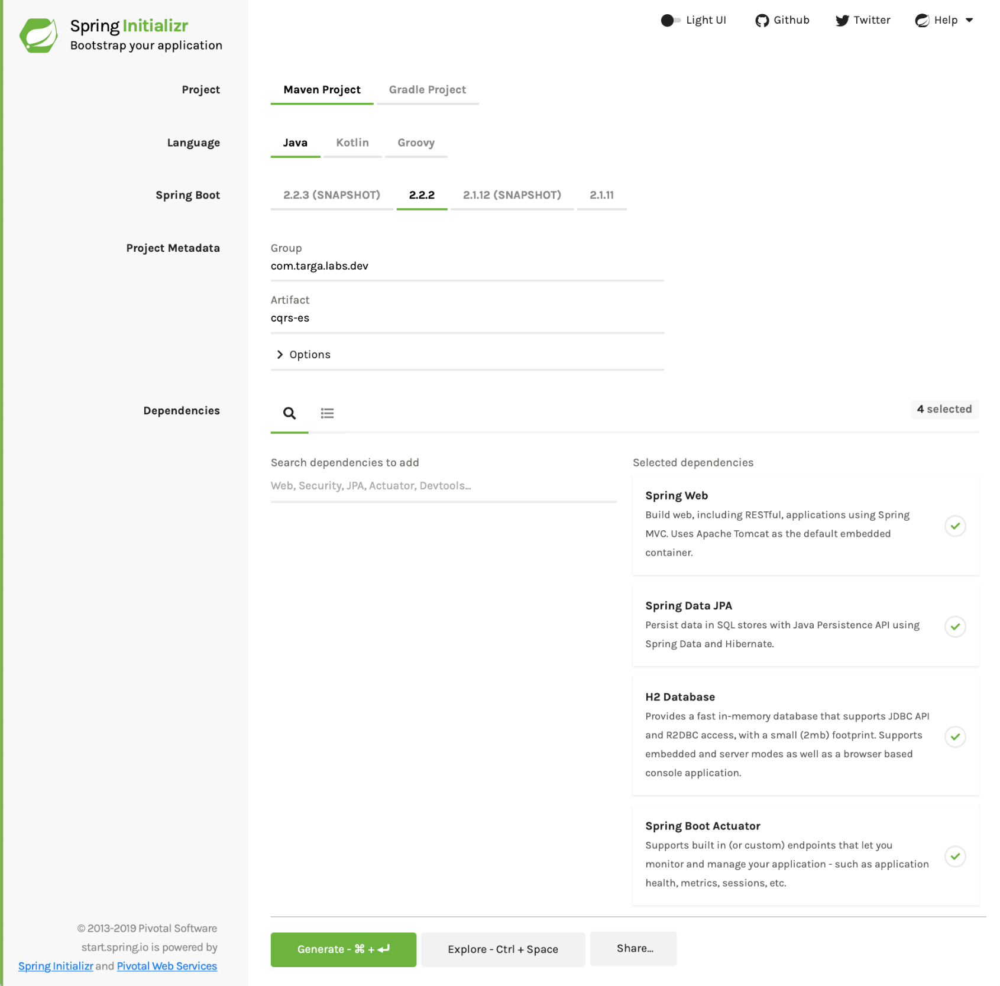 Spring Initializr
Bootstrap your application
Light UI
Github
Twitter
Help
Project
Maven Project
Gradle Project
Language
Java
Kotlin
Groovy
Spring Boot
2.2.3 (SNAPSHOT)
2.2.2
2.1.12 (SNAPSHOT)
2.1.11
Project Metadata
Group
com.targa.labs.dev
Artifact
cqrs-es
Options
Dependencies
4 selected
Search dependencies to add
Web, Security, JPA, Actuator, Devtools...
Selected dependencies
Spring Web
Build web, including RESTful, applications using Spring
MVC. Uses Apache Tomcat as the default embedded
container.
Spring Data JPA
Persist data in SQL stores with Java Persistence API using
Spring Data and Hibernate.
H2 Database
Provides a fast in-memory database that supports JDBC API
and R2DBC access, with a small (2mb) footprint. Supports
embedded and server modes as well as a browser based
console application.
Spring Boot Actuator
Supports built in (or custom) endpoints that let you
monitor and manage your application - such as application
health, metrics, sessions, etc.
© 2013-2019 Pivotal Software
start.spring.io is powered by
Spring Initializr and Pivotal Web Services
Generate - ⌘ + ↵
Explore - Ctrl + Space
Share...